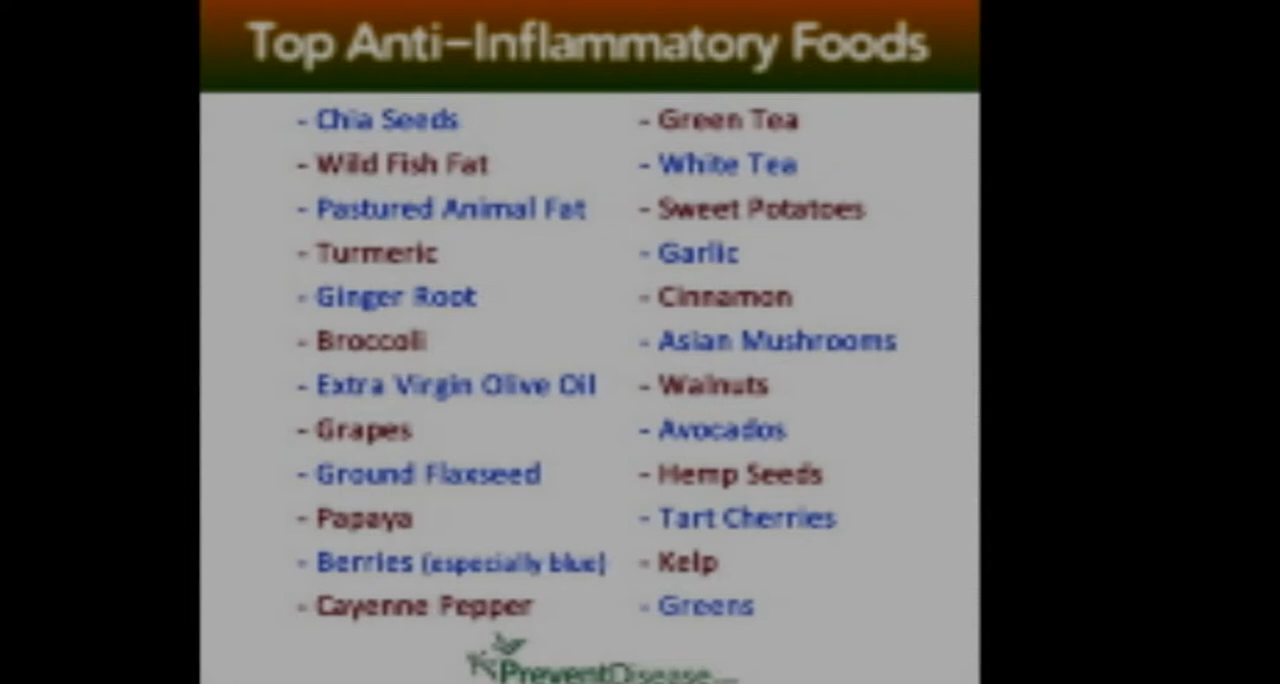 Top Anti-Inflammatory Foods
- Chia Seeds
- Wild Fish Fat
- Pastured Animal Fat
- Turmeric
- Ginger Root
- Broccoli
- Extra Virgin Olive Oil
- Grapes
- Ground Flaxseed
- Papaya
- Berries (especially blue)
- Cayenne Pepper
- Green Tea
- White Tea
- Sweet Potatoes
- Garlic
- Cinnamon
- Asian Mushrooms
- Walnuts
- Avocados
- Hemp Seeds
- Tart Cherries
- Kelp
- Greens
PreventDisease